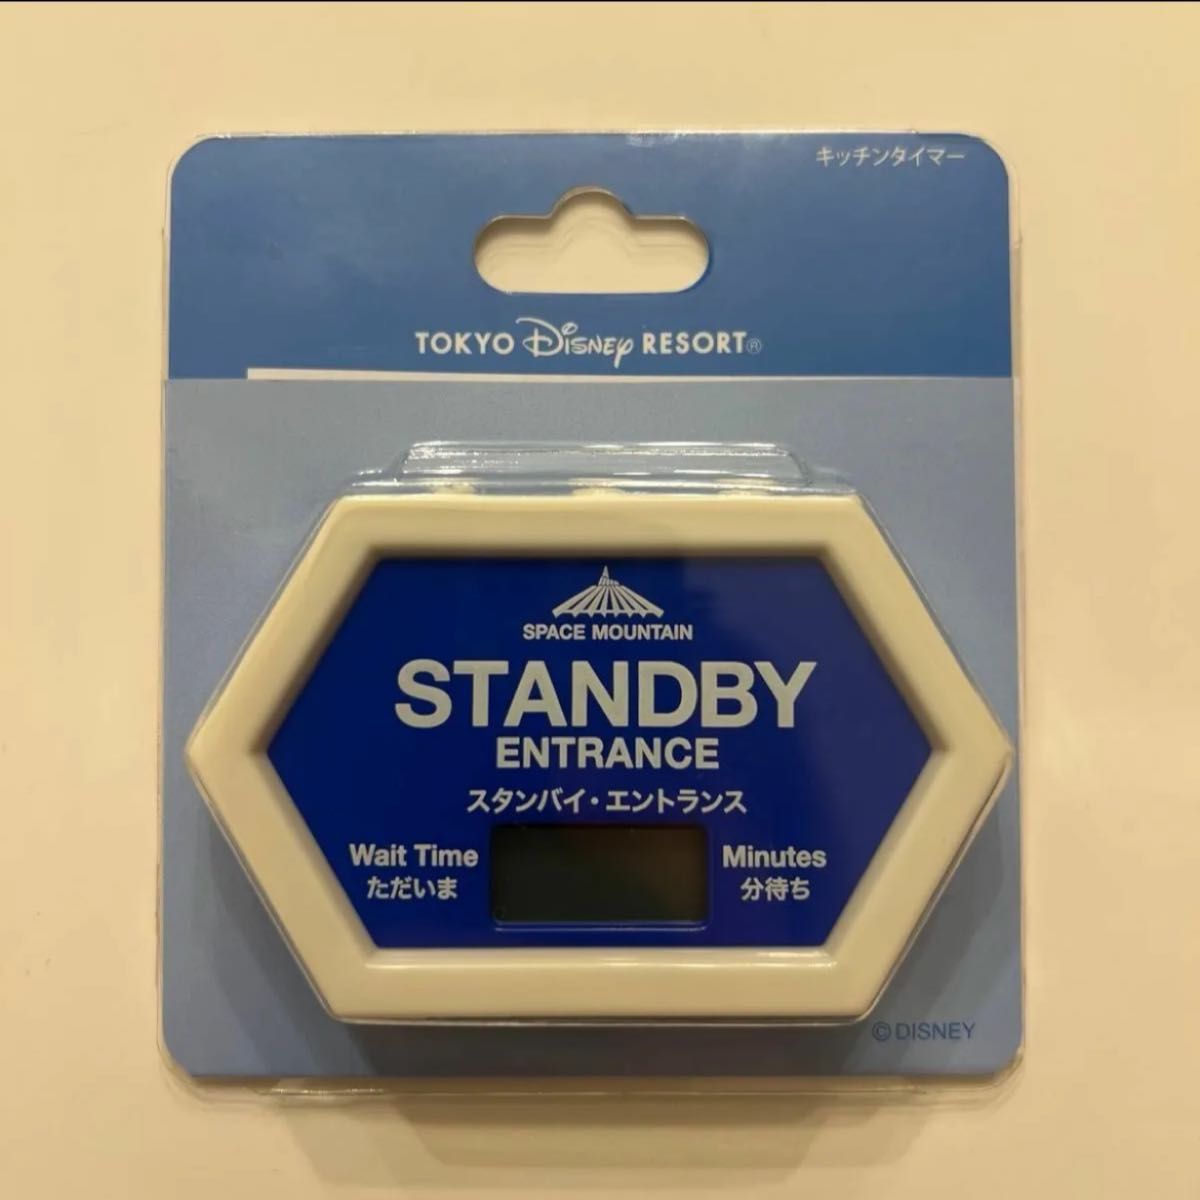 キッチンタイマー
TOKYO Disney RESORT®
SPACE MOUNTAIN
STANDBY
ENTRANCE
スタンバイ・エントランス
Wait Time
ただいま
Minutes
分待ち
©DISNEY